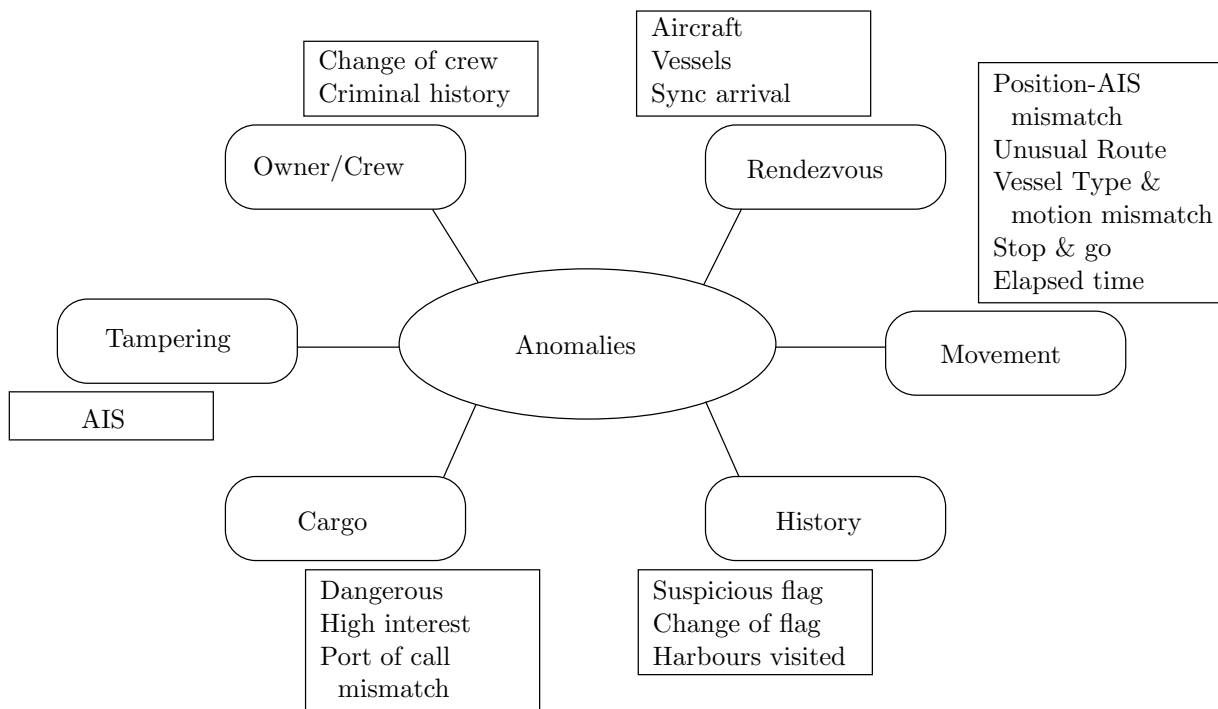 Change of crew
Criminal history
Owner/Crew
Aircraft
Vessels
Sync arrival
Rendezvous
Position-AIS
mismatch
Unusual Route
Vessel Type &
motion mismatch
Stop & go
Elapsed time
Tampering
AIS
Anomalies
Movement
Cargo
Dangerous
High interest
Port of call
mismatch
History
Suspicious flag
Change of flag
Harbours visited